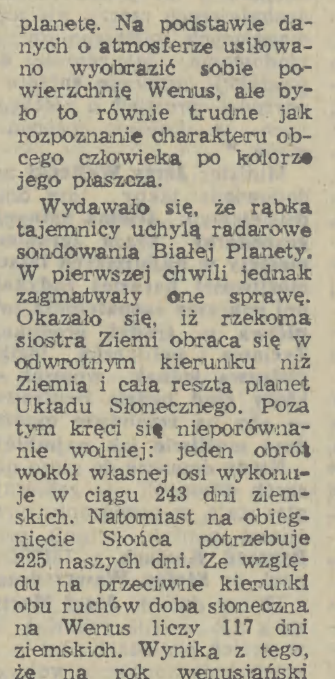 planetę. Na podstawie da-
nych o atmosferze usiłowa-
no wyobrazić sobie po-
wierzchnię Wenus, ale by-
ło to równie trudne jak
rozpoznanie charakteru ob-
cego człowieka po kolorze
jego płaszcza.
Wydawało się, że rąbka
tajemnicy uchylą radarowe
sondowania Białej Planety.
W pierwszej chwili jednak
zagmatwały one sprawę.
Okazało się, iż rzekoma
siostra Ziemi obraca się w
odwrotnym kierunku niż
Ziemia i cała reszta planet
Układu Słonecznego. Poza
tym kręci się nieporówna-
nie wolniej: jeden obrót
wokół własnej osi wykonu-
je w ciągu 243 dni ziem-
skich. Natomiast na obieg-
nięcie Słońca potrzebuje
225 naszych dni. Ze wzglę-
du na przeciwne kierunki
obu ruchów doba słoneczna
na Wenus liczy 117 dni
ziemskich. Wynika z tego,
że na rok wenusjański